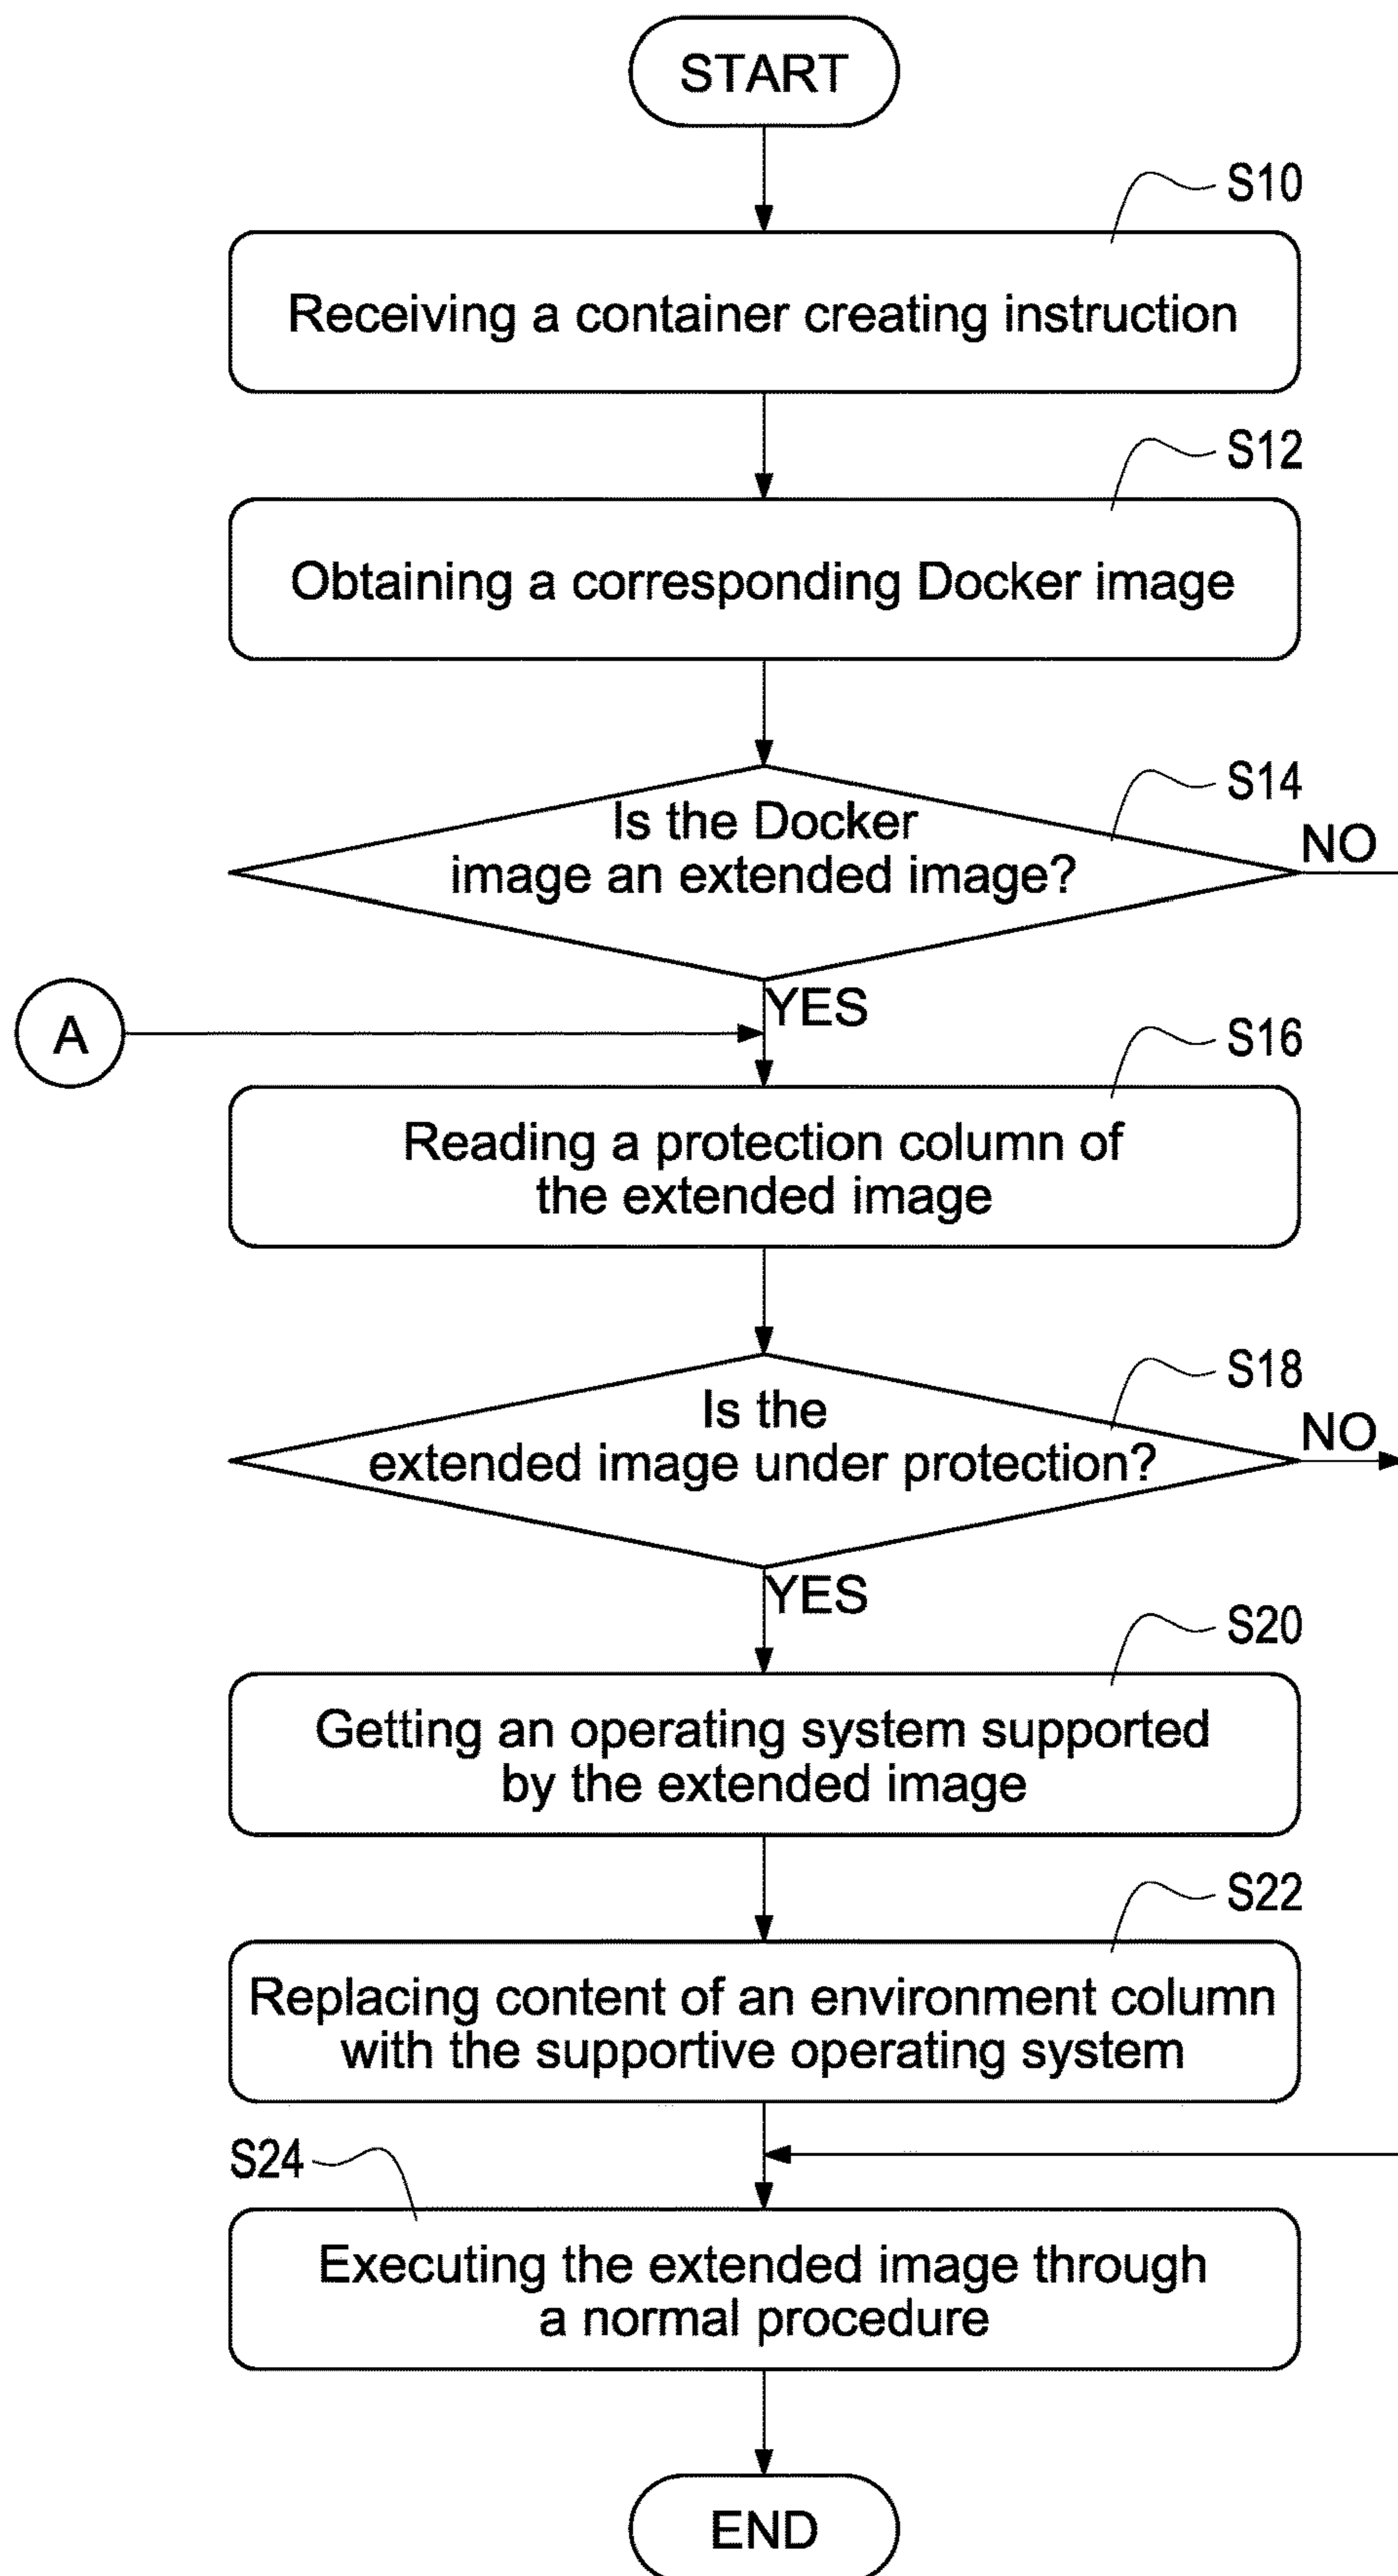 START
S10
Receiving a container creating instruction
S12
Obtaining a corresponding Docker image
S14
Is the Docker
image an extended image?
NO
YES
A
S16
Reading a protection column of
the extended image
S18
Is the
extended image under protection?
NO
YES
S20
Getting an operating system supported
by the extended image
S22
Replacing content of an environment column
with the supportive operating system
S24
Executing the extended image through
a normal procedure
END